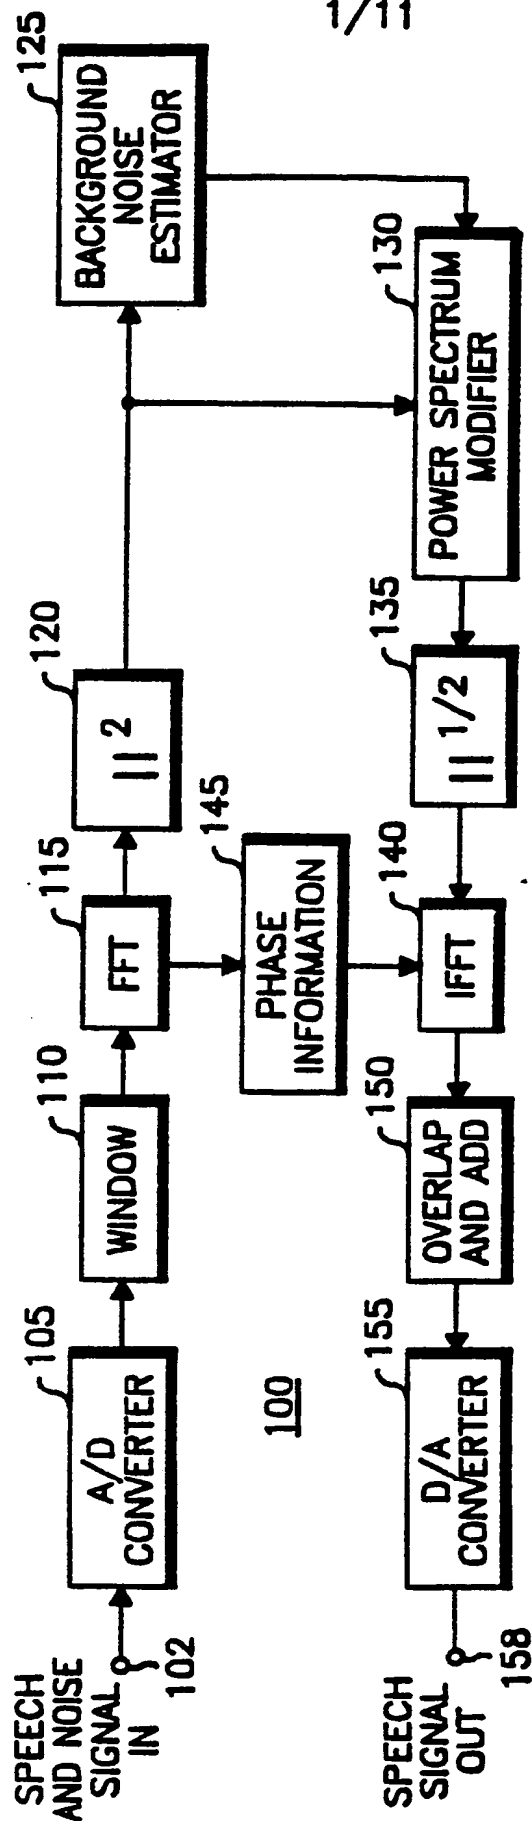 1/11
SPEECH
AND NOISE
SIGNAL
IN
102
105
A/D
CONVERTER
110
WINDOW
115
FFT
120
| |²
125
BACKGROUND
NOISE
ESTIMATOR
145
PHASE
INFORMATION
100
130
POWER SPECTRUM
MODIFIER
135
| |¹/²
140
IFFT
150
OVERLAP
AND ADD
155
D/A
CONVERTER
SPEECH
SIGNAL
OUT
158